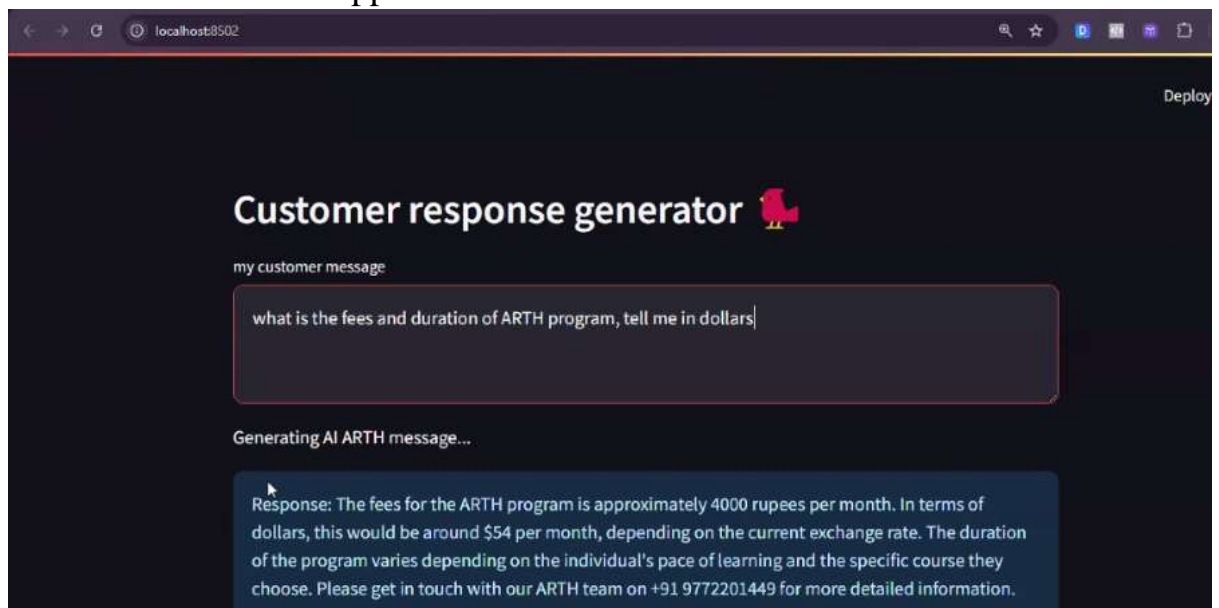 localhost:8502
Deploy
Customer response generator
my customer message
what is the fees and duration of ARTH program, tell me in dollars
Generating AI ARTH message...
Response: The fees for the ARTH program is approximately 4000 rupees per month. In terms of
dollars, this would be around $54 per month, depending on the current exchange rate. The duration
of the program varies depending on the individual's pace of learning and the specific course they
choose. Please get in touch with our ARTH team on +91 9772201449 for more detailed information.